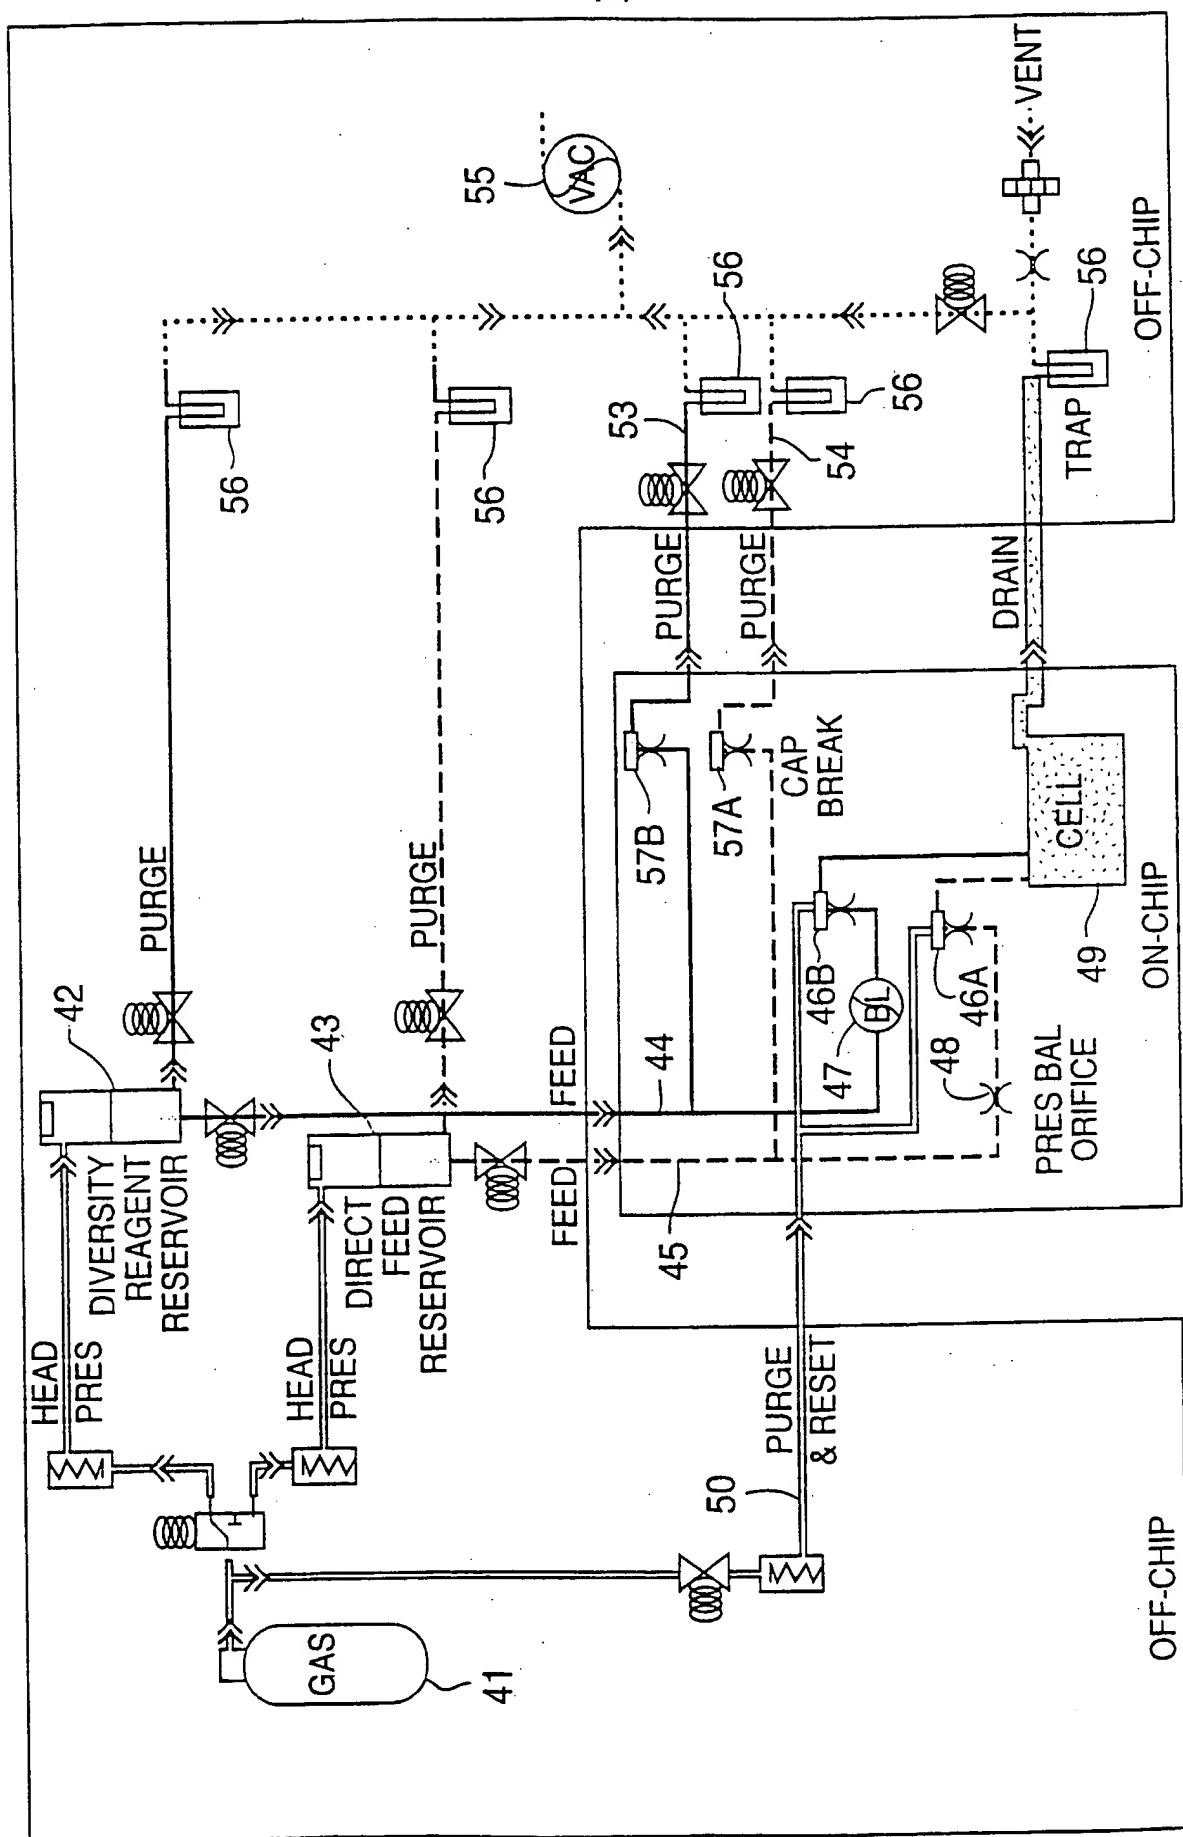 HEAD
PRES
DIVERSITY
REAGENT
RESERVOIR
42
PURGE
56
HEAD
PRES
DIRECT
FEED
RESERVOIR
43
PURGE
56
55
VAC
GAS
41
FEED
FEED
44
45
57B
57A
CAP
BREAK
PURGE
PURGE
53
54
56
56
50
PURGE
& RESET
46B
47
BL
46A
48
PRES BAL
ORIFICE
CELL
49
DRAIN
TRAP
56
VENT
ON-CHIP
OFF-CHIP
OFF-CHIP